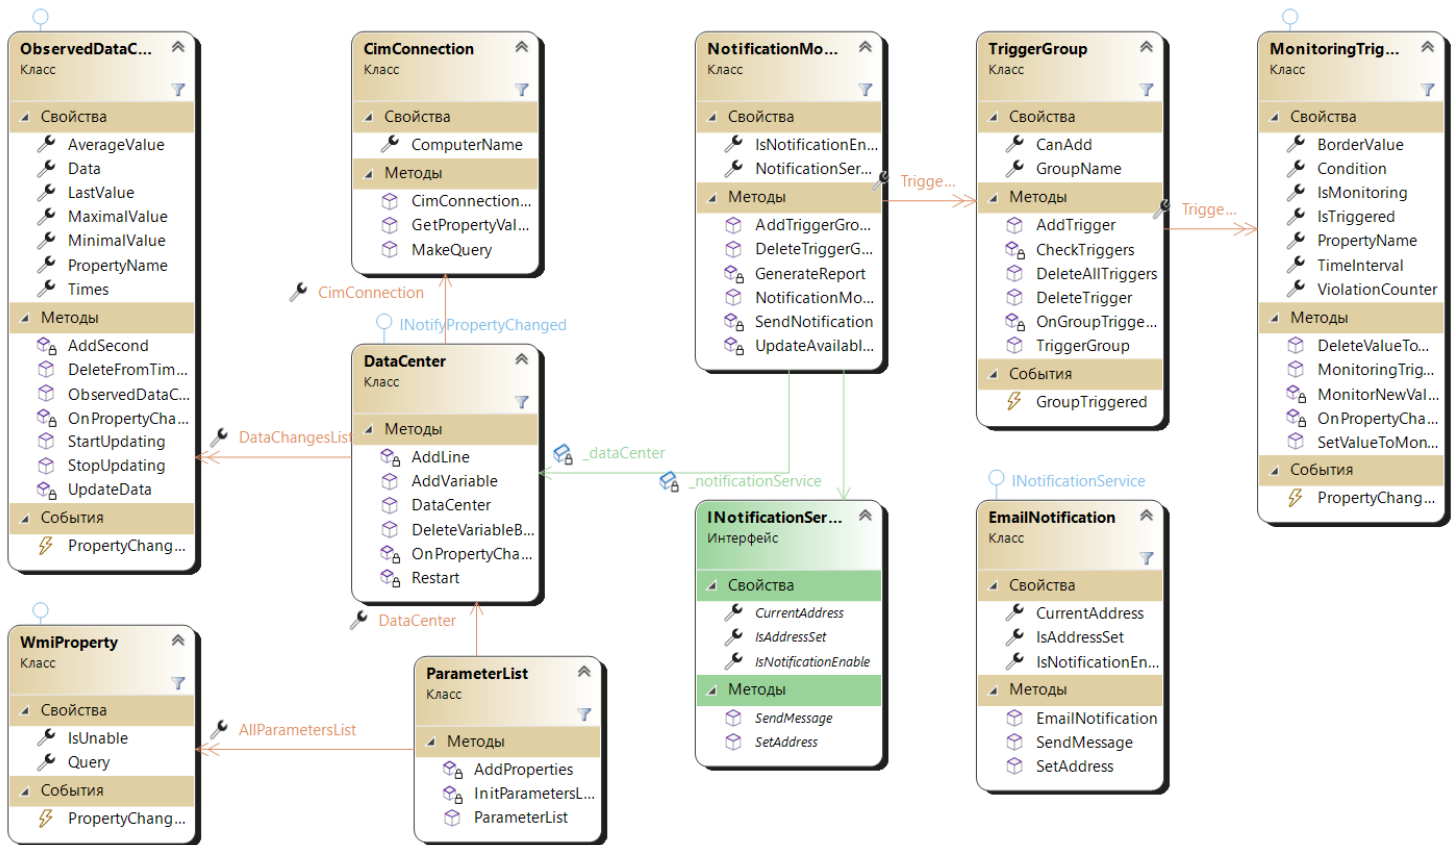 ObservedDataC...
Класс
Свойства
AverageValue
Data
LastValue
MaximalValue
MinimalValue
PropertyName
Times
Методы
AddSecond
DeleteFromTim...
ObservedDataC...
OnPropertyCha...
StartUpdating
StopUpdating
UpdateData
События
PropertyChang...
WmiProperty
Класс
Свойства
IsUnable
Query
События
PropertyChang...
CimConnection
Класс
Свойства
ComputerName
Методы
CimConnection...
GetPropertyVal...
MakeQuery
CimConnection
INotifyPropertyChanged
DataCenter
Класс
Методы
AddLine
AddVariable
DataCenter
DeleteVariableB...
OnPropertyCha...
Restart
DataChangesList
DataCenter
ParameterList
Класс
Методы
AddProperties
InitParametersL...
ParameterList
AllParametersList
NotificationMo...
Класс
Свойства
IsNotificationEn...
NotificationSer...
Методы
AddTriggerGro...
DeleteTriggerG...
GenerateReport
NotificationMo...
SendNotification
UpdateAvailabl...
Trigge...
_dataCenter
_notificationService
INotificationSer...
Интерфейс
Свойства
CurrentAddress
IsAddressSet
IsNotificationEnable
Методы
SendMessage
SetAddress
TriggerGroup
Класс
Свойства
CanAdd
GroupName
Методы
AddTrigger
CheckTriggers
DeleteAllTriggers
DeleteTrigger
OnGroupTrigge...
TriggerGroup
События
GroupTriggered
Trigge...
INotificationService
EmailNotification
Класс
Свойства
CurrentAddress
IsAddressSet
IsNotificationEn...
Методы
EmailNotification
SendMessage
SetAddress
MonitoringTrig...
Класс
Свойства
BorderValue
Condition
IsMonitoring
IsTriggered
PropertyName
TimeInterval
ViolationCounter
Методы
DeleteValueTo...
MonitoringTrig...
MonitorNewVal...
OnPropertyCha...
SetValueToMon...
События
PropertyChang...